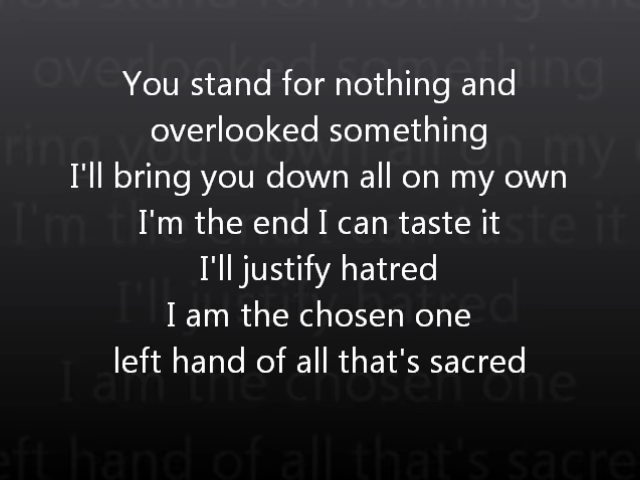 You stand for nothing and
overlooked something
I'll bring you down all on my own
I'm the end I can taste it
I'll justify hatred
I am the chosen one
left hand of all that's sacred